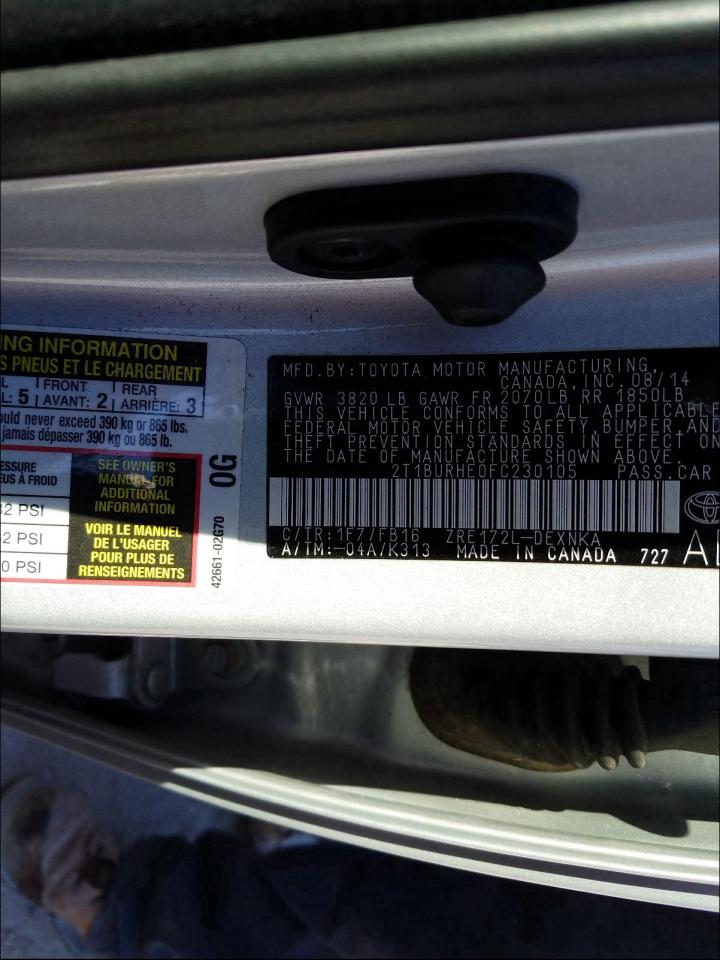 ING INFORMATION
S PNEUS ET LE CHARGEMENT
L FRONT REAR
L: 5 AVANT: 2 ARRIÈRE: 3
ould never exceed 390 kg or 865 lbs.
jamais dépasser 390 kg ou 865 lb.
ESSURE
EUS À FROID
32 PSI
2 PSI
0 PSI
SEE OWNER'S
MANUAL FOR
ADDITIONAL
INFORMATION
VOIR LE MANUEL
DE L'USAGER
POUR PLUS DE
RENSEIGNEMENTS
0G
42661-02G70
MFD.BY:TOYOTA MOTOR MANUFACTURING,
CANADA, INC. 08/14
GVWR 3820 LB GAWR FR 2070LB RR 1850LB
THIS VEHICLE CONFORMS TO ALL APPLICABLE
FEDERAL MOTOR VEHICLE SAFETY, BUMPER, AND
THEFT PREVENTION STANDARDS IN EFFECT ON
THE DATE OF MANUFACTURE SHOWN ABOVE.
2T1BURHE0FC230105 PASS.CAR
C/TR:1F7/FB16 ZRE172L-DEXNKA
A/TM:-04A/K313 MADE IN CANADA 727